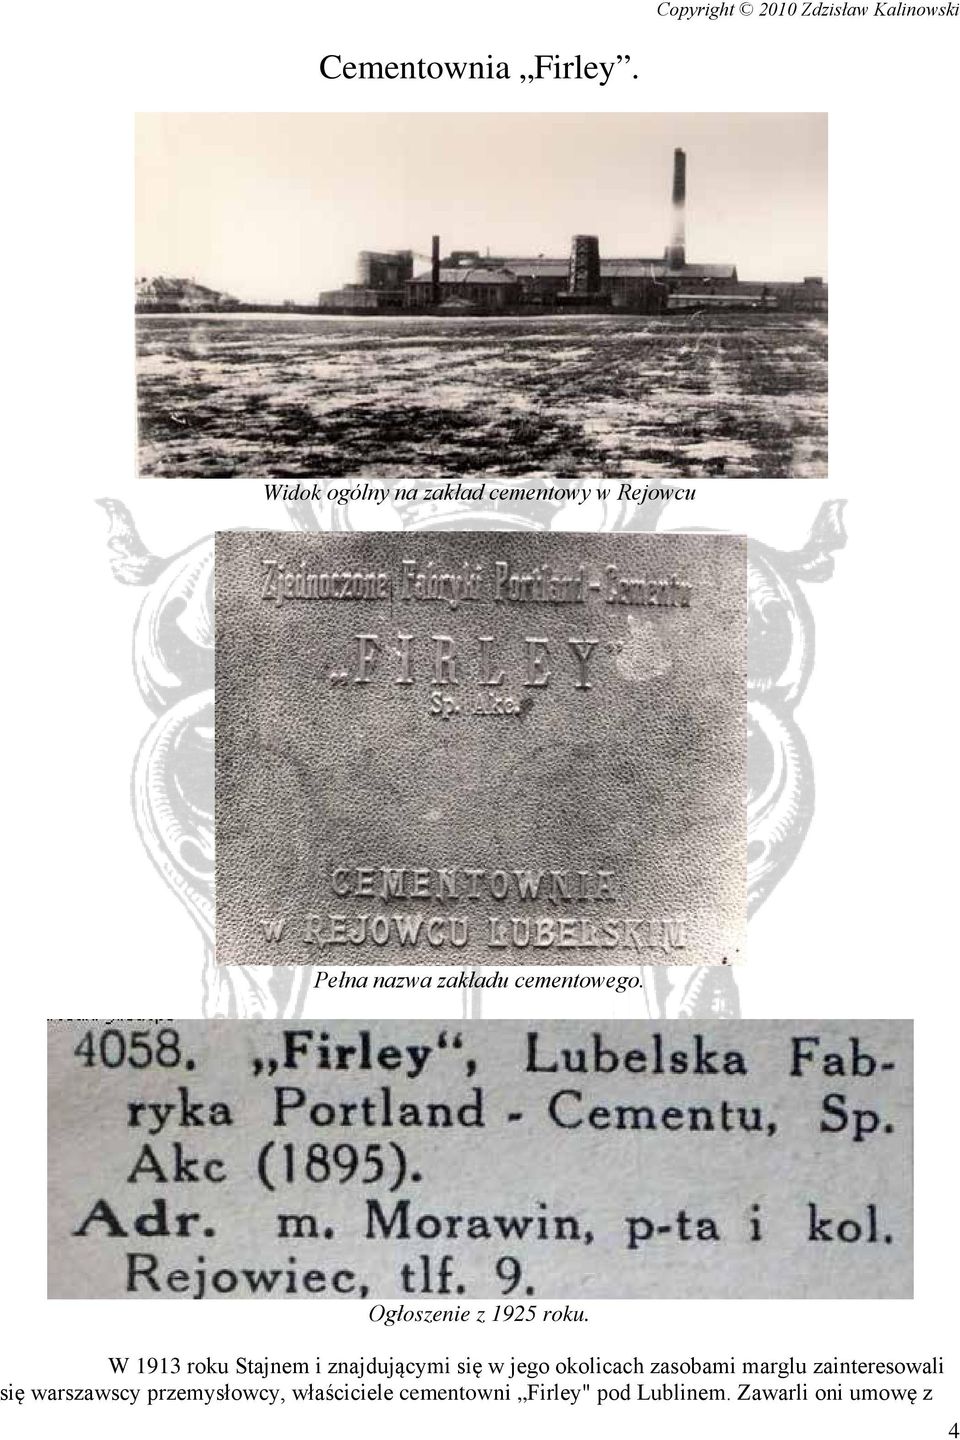 Copyright © 2010 Zdzisław Kalinowski
Cementownia „Firley”.
Widok ogólny na zakład cementowy w Rejowcu
Zjednoczone Fabryki Portland-Cementu
„FIRLEY”
Sp. Akc.
CEMENTOWNIA
w REJOWCU LUBELSKIM
Pełna nazwa zakładu cementowego.
4058. „Firley“, Lubelska Fab-
ryka Portland - Cementu, Sp.
Akc (1895).
Adr. m. Morawin, p-ta i kol.
Rejowiec, tlf. 9.
Ogłoszenie z 1925 roku.
W 1913 roku Stajnem i znajdującymi się w jego okolicach zasobami marglu zainteresowali
się warszawscy przemysłowcy, właściciele cementowni „Firley" pod Lublinem. Zawarli oni umowę z
4